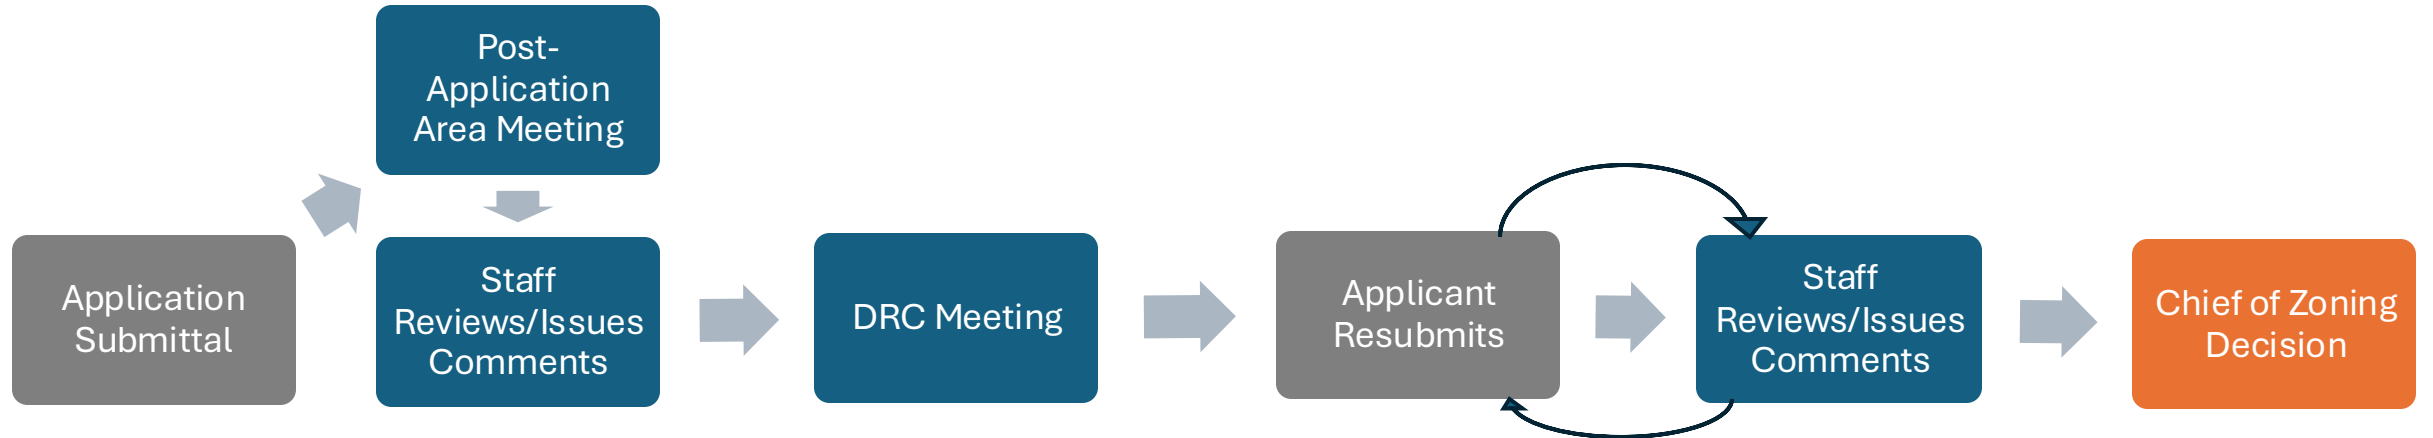 Post-
Application
Area Meeting
Application
Submittal
Staff
Reviews/Issues
Comments
DRC Meeting
Applicant
Resubmits
Staff
Reviews/Issues
Comments
Chief of Zoning
Decision